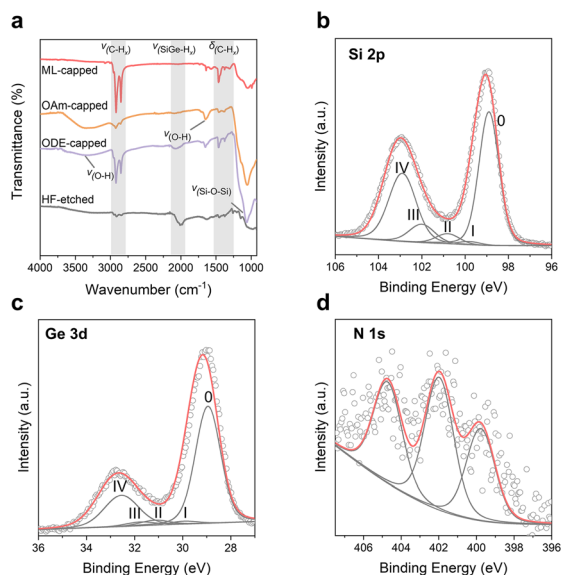 a
ν(C-Hx) ν(SiGe-Hx) δ(C-Hx)
ML-capped
OAm-capped
ν(O-H)
ODE-capped
ν(O-H)
ν(Si-O-Si)
HF-etched
Transmittance (%)
4000 3500 3000 2500 2000 1500 1000
Wavenumber (cm-1)
b
Si 2p
0
IV
III
II
I
Intensity (a.u.)
106 104 102 100 98 96
Binding Energy (eV)
c
Ge 3d
0
IV
III
II
I
Intensity (a.u.)
36 34 32 30 28
Binding Energy (eV)
d
N 1s
Intensity (a.u.)
406 404 402 400 398 396
Binding Energy (eV)